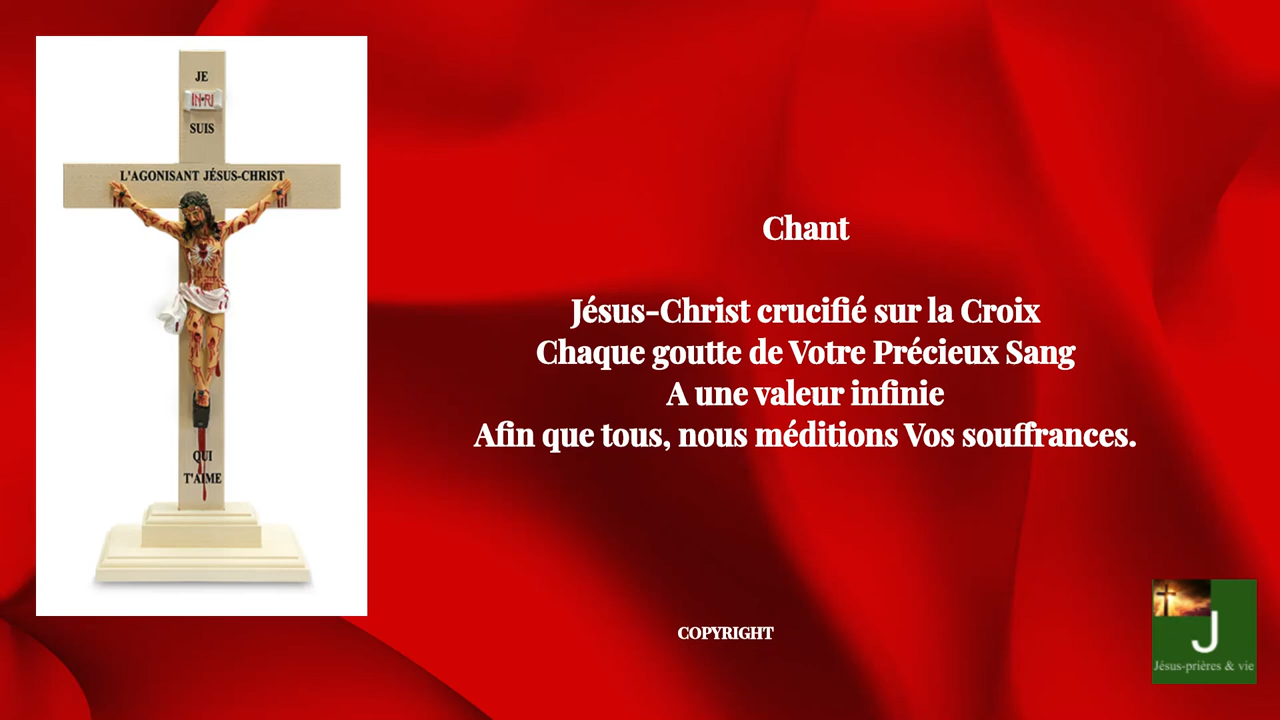 JE
INRI
SUIS
L'AGONISANT JÉSUS-CHRIST
QUI
T'AIME
Chant
Jésus-Christ crucifié sur la Croix
Chaque goutte de Votre Précieux Sang
A une valeur infinie
Afin que tous, nous méditions Vos souffrances.
COPYRIGHT
J
Jésus-prières & vie